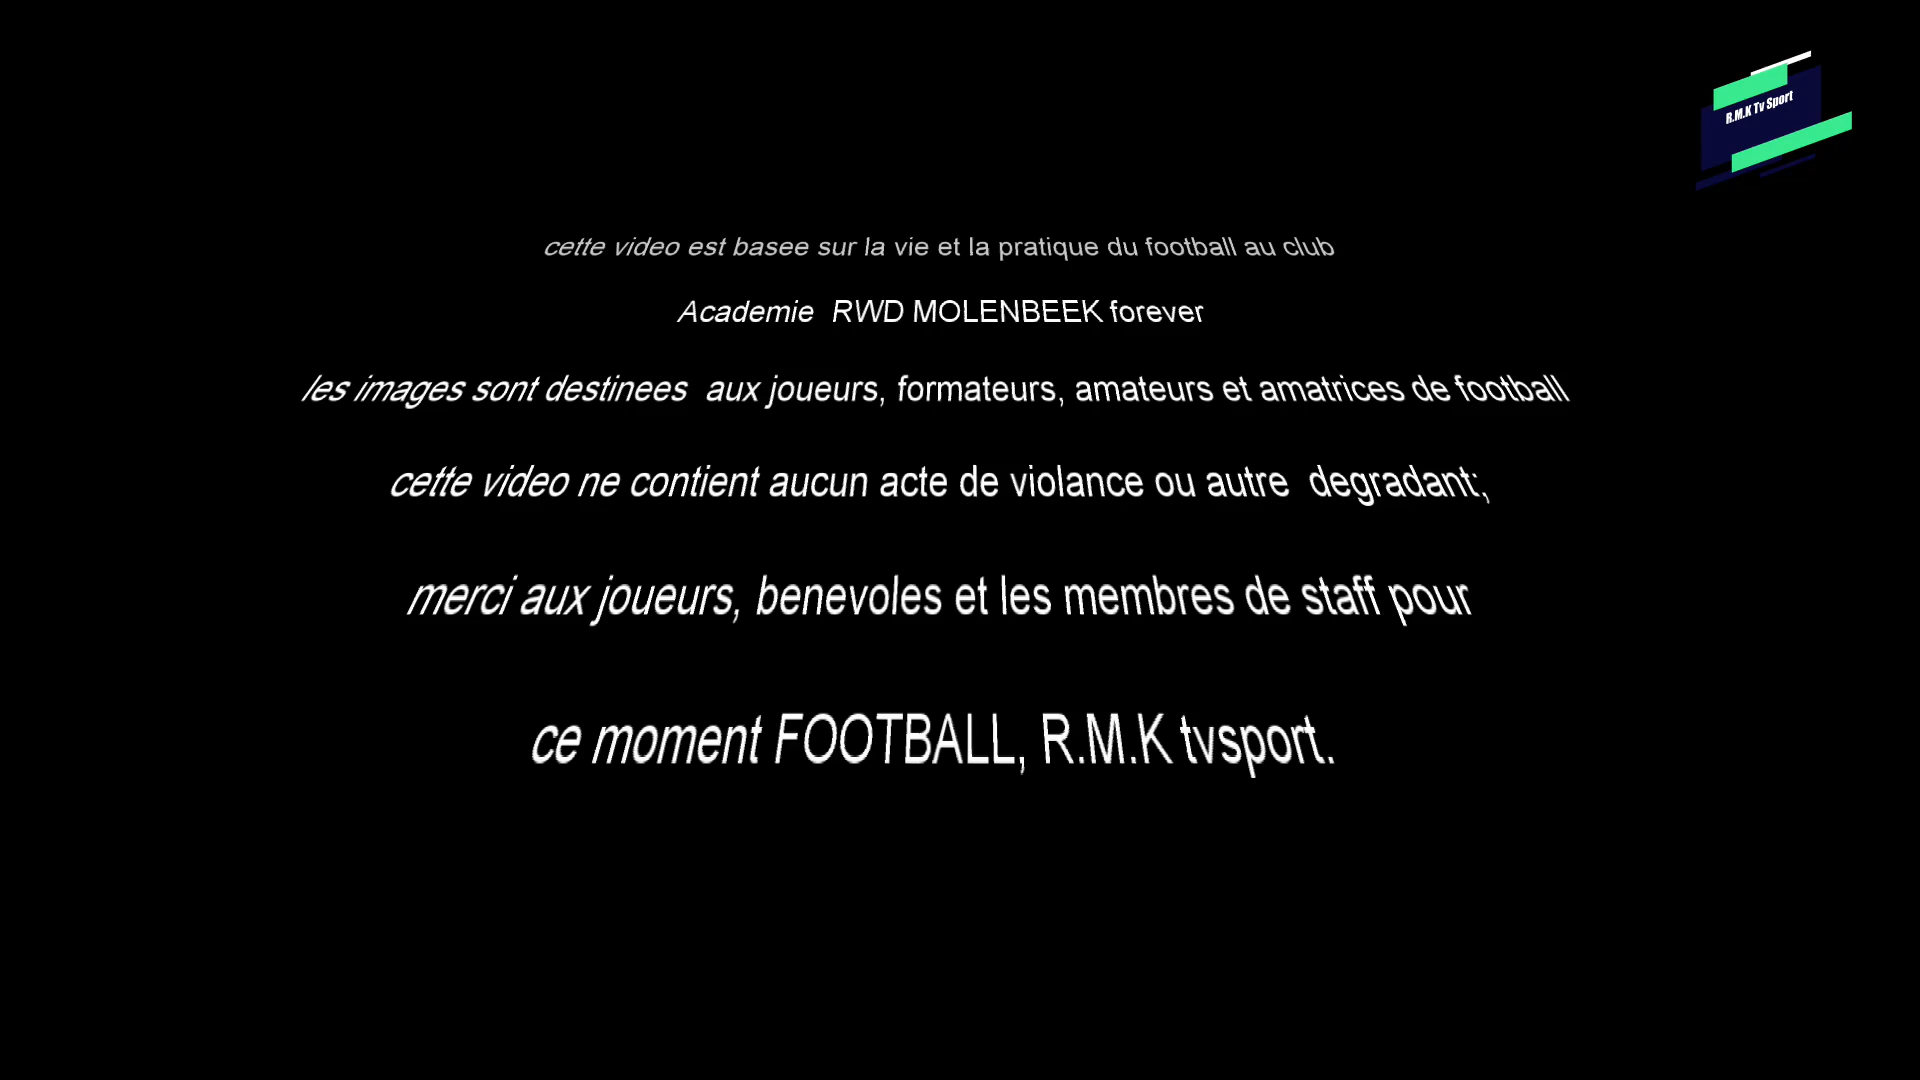 R.M.K Tv Sport
cette video est basee sur la vie et la pratique du football au club
Academie  RWD MOLENBEEK forever
les images sont destinees  aux joueurs, formateurs, amateurs et amatrices de football
cette video ne contient aucun acte de violance ou autre  degradant;
merci aux joueurs, benevoles et les membres de staff pour
ce moment FOOTBALL, R.M.K tvsport.